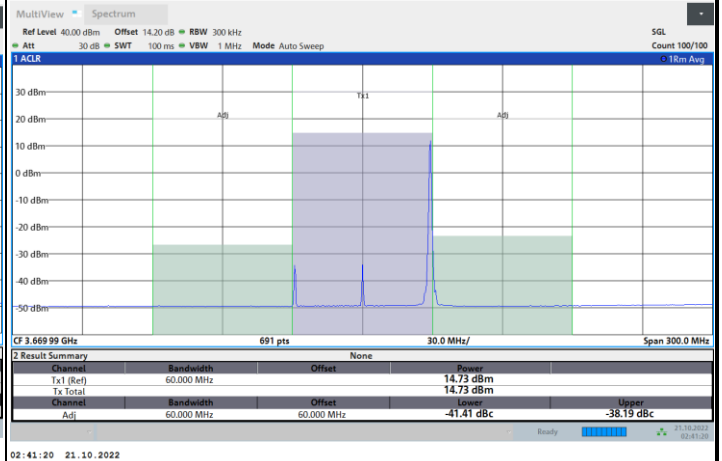 MultiView Spectrum
Ref Level 40.00 dBm Offset 14.20 dB RBW 300 kHz SGL
Att 30 dB SWT 100 ms VBW 1 MHz Mode Auto Sweep Count 100/100
1 ACLR 1Rm Avg
30 dBm
Tx1
20 dBm Adj Adj
10 dBm
0 dBm
-10 dBm
-20 dBm
-30 dBm
-40 dBm
-50 dBm
CF 3.669 99 GHz 691 pts 30.0 MHz/ Span 300.0 MHz
2 Result Summary None
Channel Bandwidth Offset Power
Tx1 (Ref) 60.000 MHz 14.73 dBm
Tx Total 14.73 dBm
Channel Bandwidth Offset Lower Upper
Adj 60.000 MHz 60.000 MHz -41.41 dBc -38.19 dBc
Ready 21.10.2022
02:41:20
02:41:20 21.10.2022